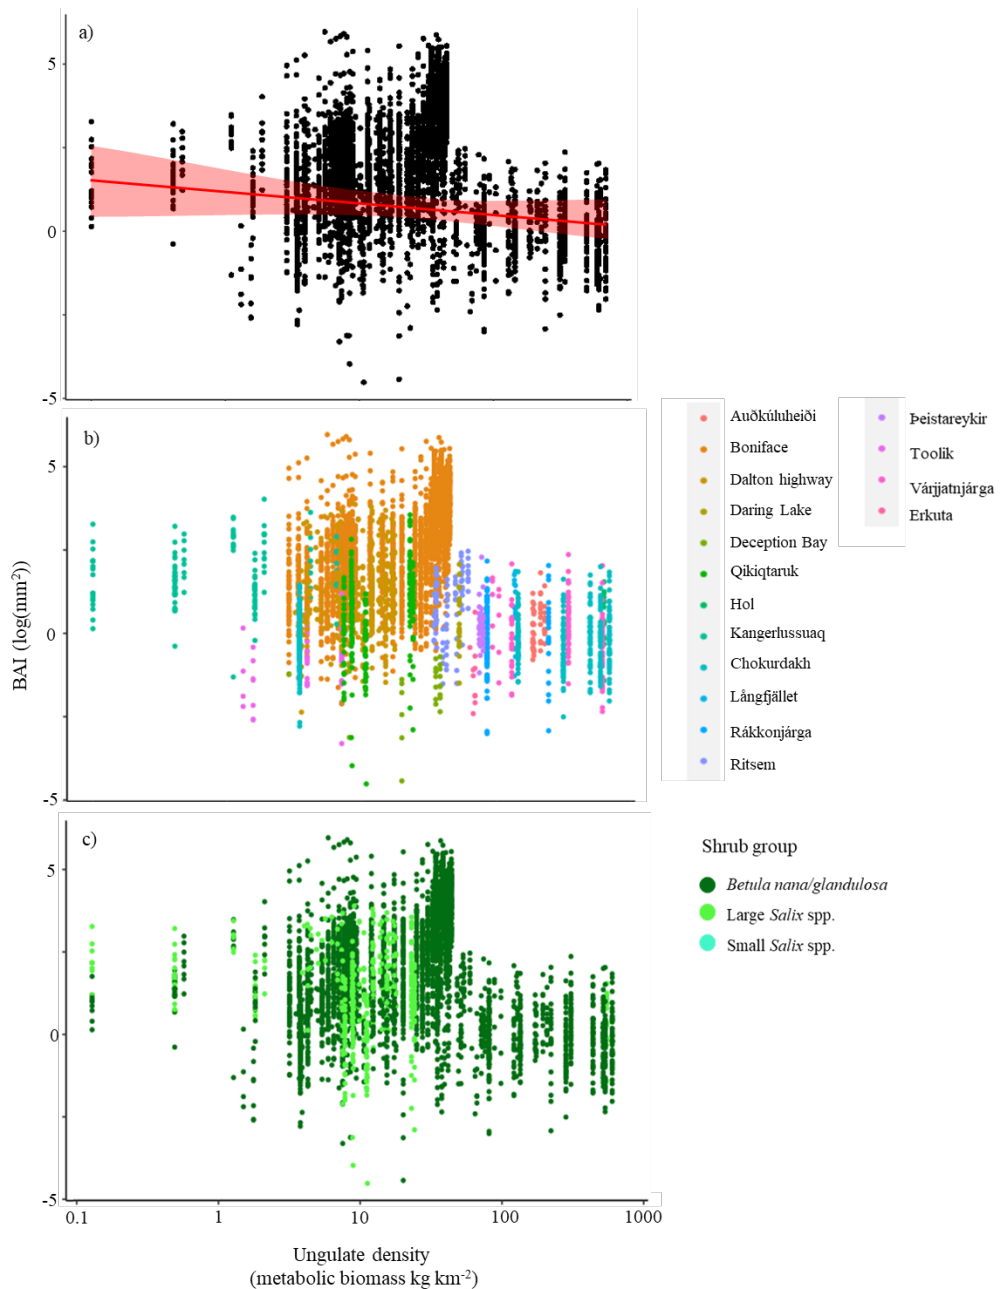 a)
5
0
-5
b)
5
0
-5
BAI (log(mm²))
Auðkúluheiði
Boniface
Dalton highway
Daring Lake
Deception Bay
Qikiqtaruk
Hol
Kangerlussuaq
Chokurdakh
Långfjället
Rákkonjárga
Ritsem
Þeistareykir
Toolik
Várjjatnjárga
Erkuta
c)
5
0
-5
Shrub group
Betula nana/glandulosa
Large Salix spp.
Small Salix spp.
0.1 1 10 100 1000
Ungulate density
(metabolic biomass kg km⁻²)